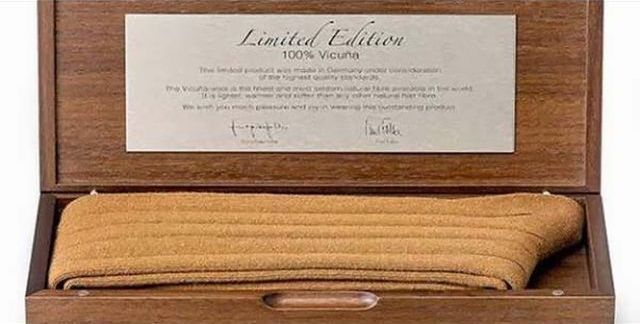 Limited Edition
100% Vicuña
This limited product was made in Germany under consideration
of the highest quality standards.
The Vicuña wool is the finest and most seldom natural fibre available in the world.
It is lighter, warmer and softer than any other natural hair fibre.
We wish you much pleasure and joy in wearing this outstanding product.